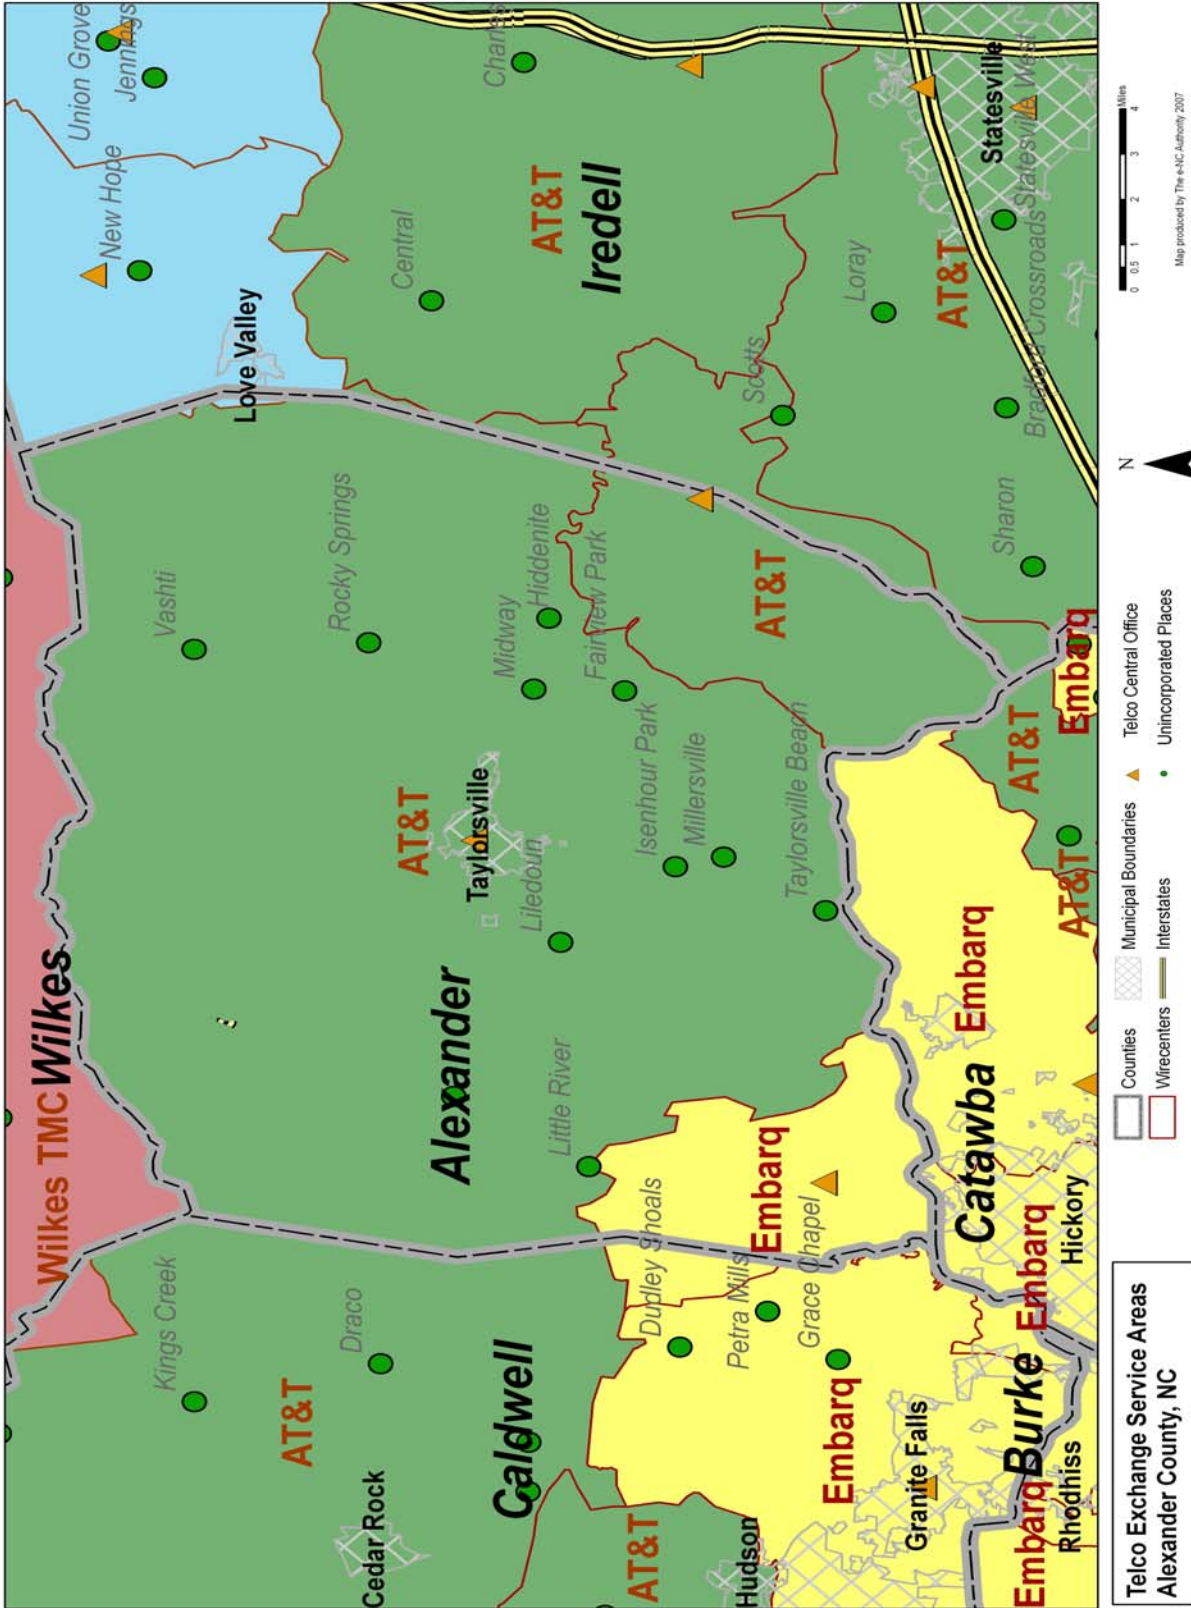 Wilkes TMC
Wilkes
Union Grove
Jennings
New Hope
Love Valley
Kings Creek
Vashti
Draco
Rocky Springs
Central
Charles
AT&T
Cedar Rock
Caldwell
Alexander
AT&T
Taylorsville
Liledoun
Midway
Hiddenite
Fairview Park
AT&T
Iredell
Little River
Isenhour Park
Millersville
Taylorsville Beach
Dudley Shoals
Petra Mills
Grace Chapel
Embarq
AT&T
Scotts
Loray
AT&T
Hudson
AT&T
Embarq
Granite Falls
Embarq
Catawba
Statesville
Statesville West
Bradford Crossroads
Sharon
Burke
Embarq
Rhodhiss
Embarq
Hickory
AT&T
AT&T
Embarq
Telco Exchange Service Areas
Alexander County, NC
Counties
Wirecenters
Municipal Boundaries
Interstates
Telco Central Office
Unincorporated Places
N
0 0.5 1 2 3 4
Miles
Map produced by The e-NC Authority 2007